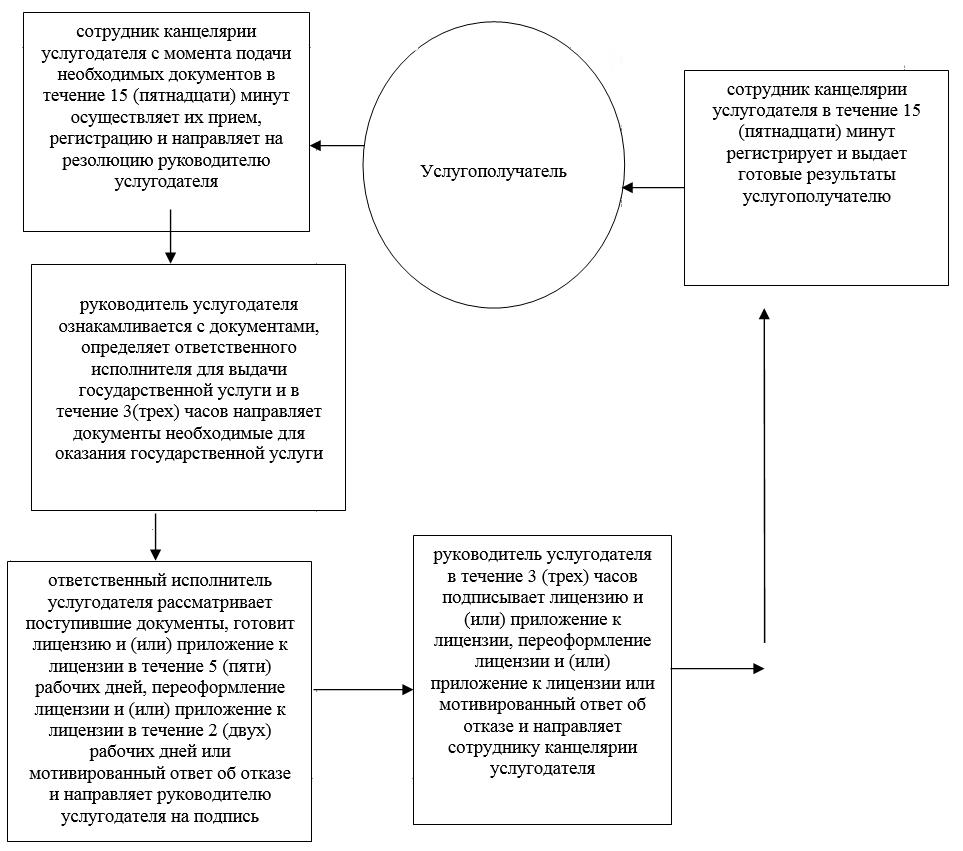 сотрудник канцелярии
услугодателя с момента подачи
необходимых документов в
течение 15 (пятнадцати) минут
осуществляет их прием,
регистрацию и направляет на
резолюцию руководителю
услугодателя
Услугополучатель
сотрудник канцелярии
услугодателя в течение 15
(пятнадцати) минут
регистрирует и выдает
готовые результаты
услугополучателю
руководитель услугодателя
ознакамливается с документами,
определяет ответственного
исполнителя для выдачи
государственной услуги и в
течение 3(трех) часов направляет
документы необходимые для
оказания государственной услуги
ответственный исполнитель
услугодателя рассматривает
поступившие документы, готовит
лицензию и (или) приложение к
лицензии в течение 5 (пяти)
рабочих дней, переоформление
лицензии и (или) приложение к
лицензии в течение 2 (двух)
рабочих дней или
мотивированный ответ об отказе
и направляет руководителю
услугодателя на подпись
руководитель услугодателя
в течение 3 (трех) часов
подписывает лицензию и
(или) приложение к
лицензии, переоформление
лицензии и (или)
приложение к лицензии или
мотивированный ответ об
отказе и направляет
сотруднику канцелярии
услугодателя